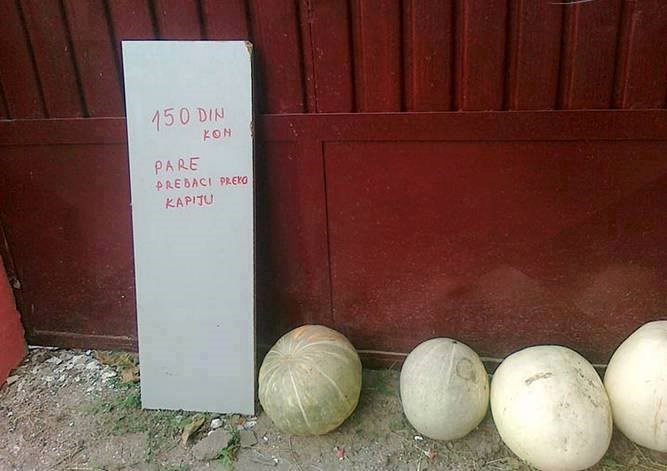 150 DIN
KOM
PARE
PREBACI PREKO
KAPIJU